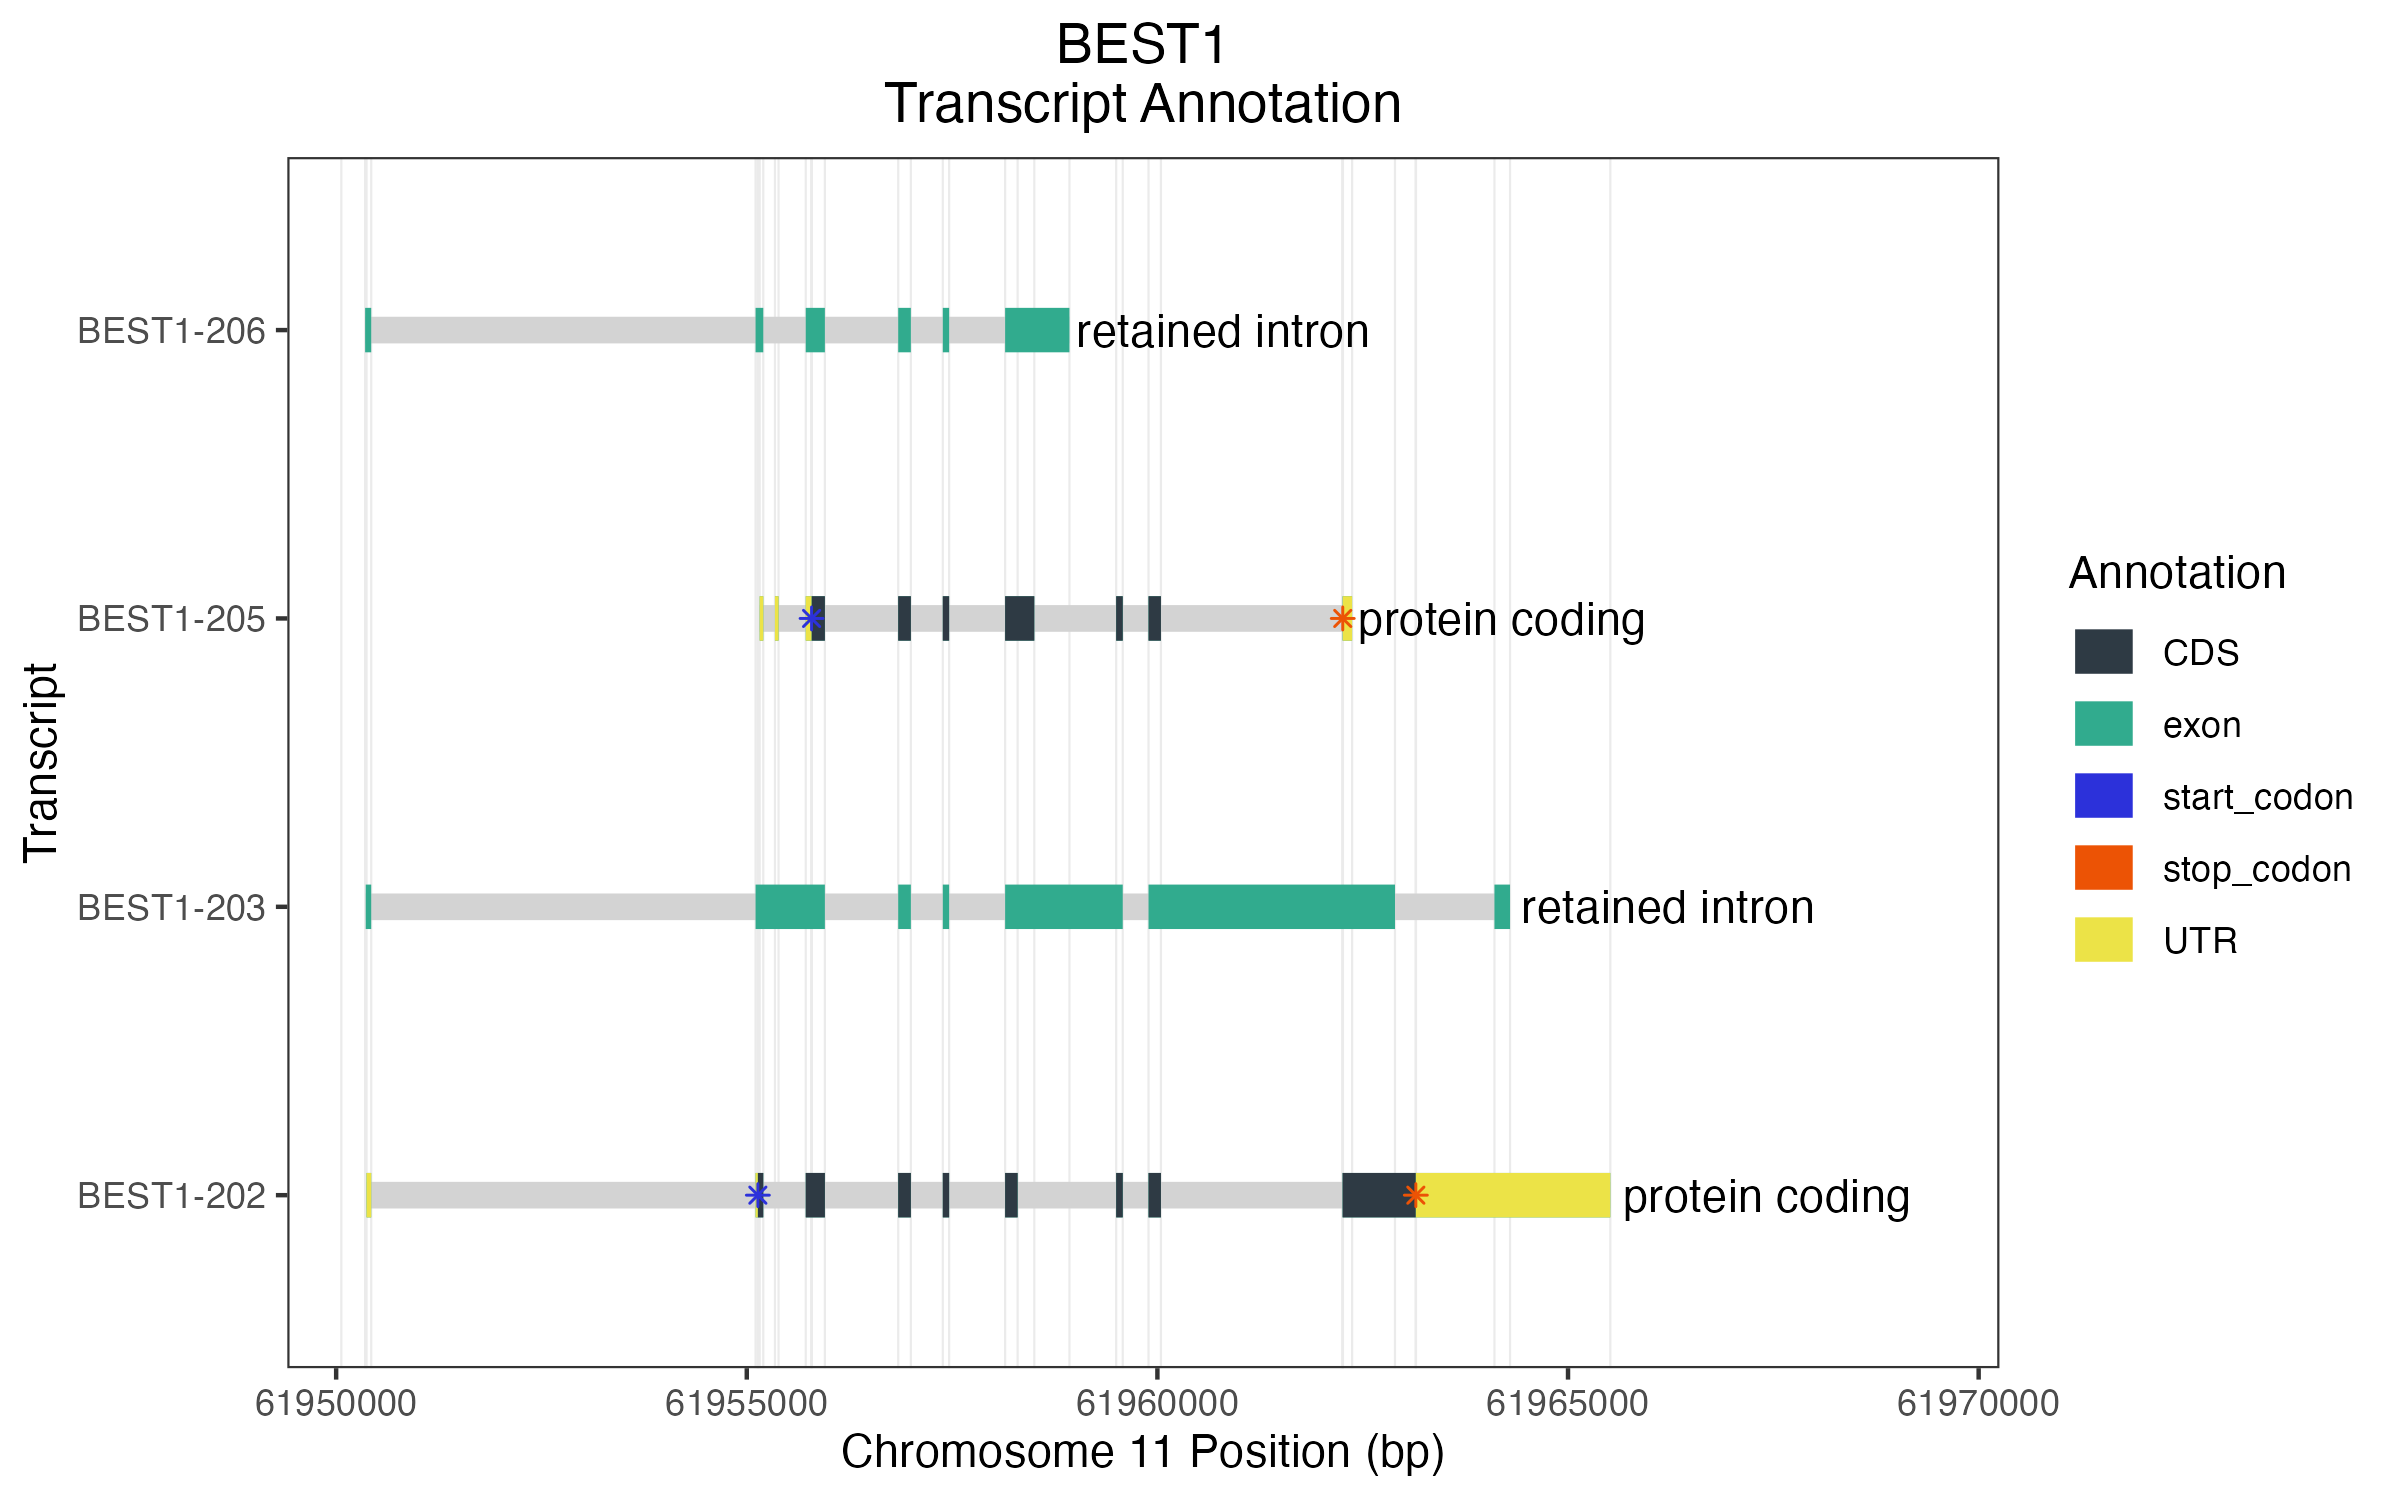 BEST1
Transcript Annotation
BEST1-206
retained intron
BEST1-205
protein coding
BEST1-203
retained intron
BEST1-202
protein coding
Transcript
61950000
61955000
61960000
61965000
61970000
Chromosome 11 Position (bp)
Annotation
CDS
exon
start_codon
stop_codon
UTR